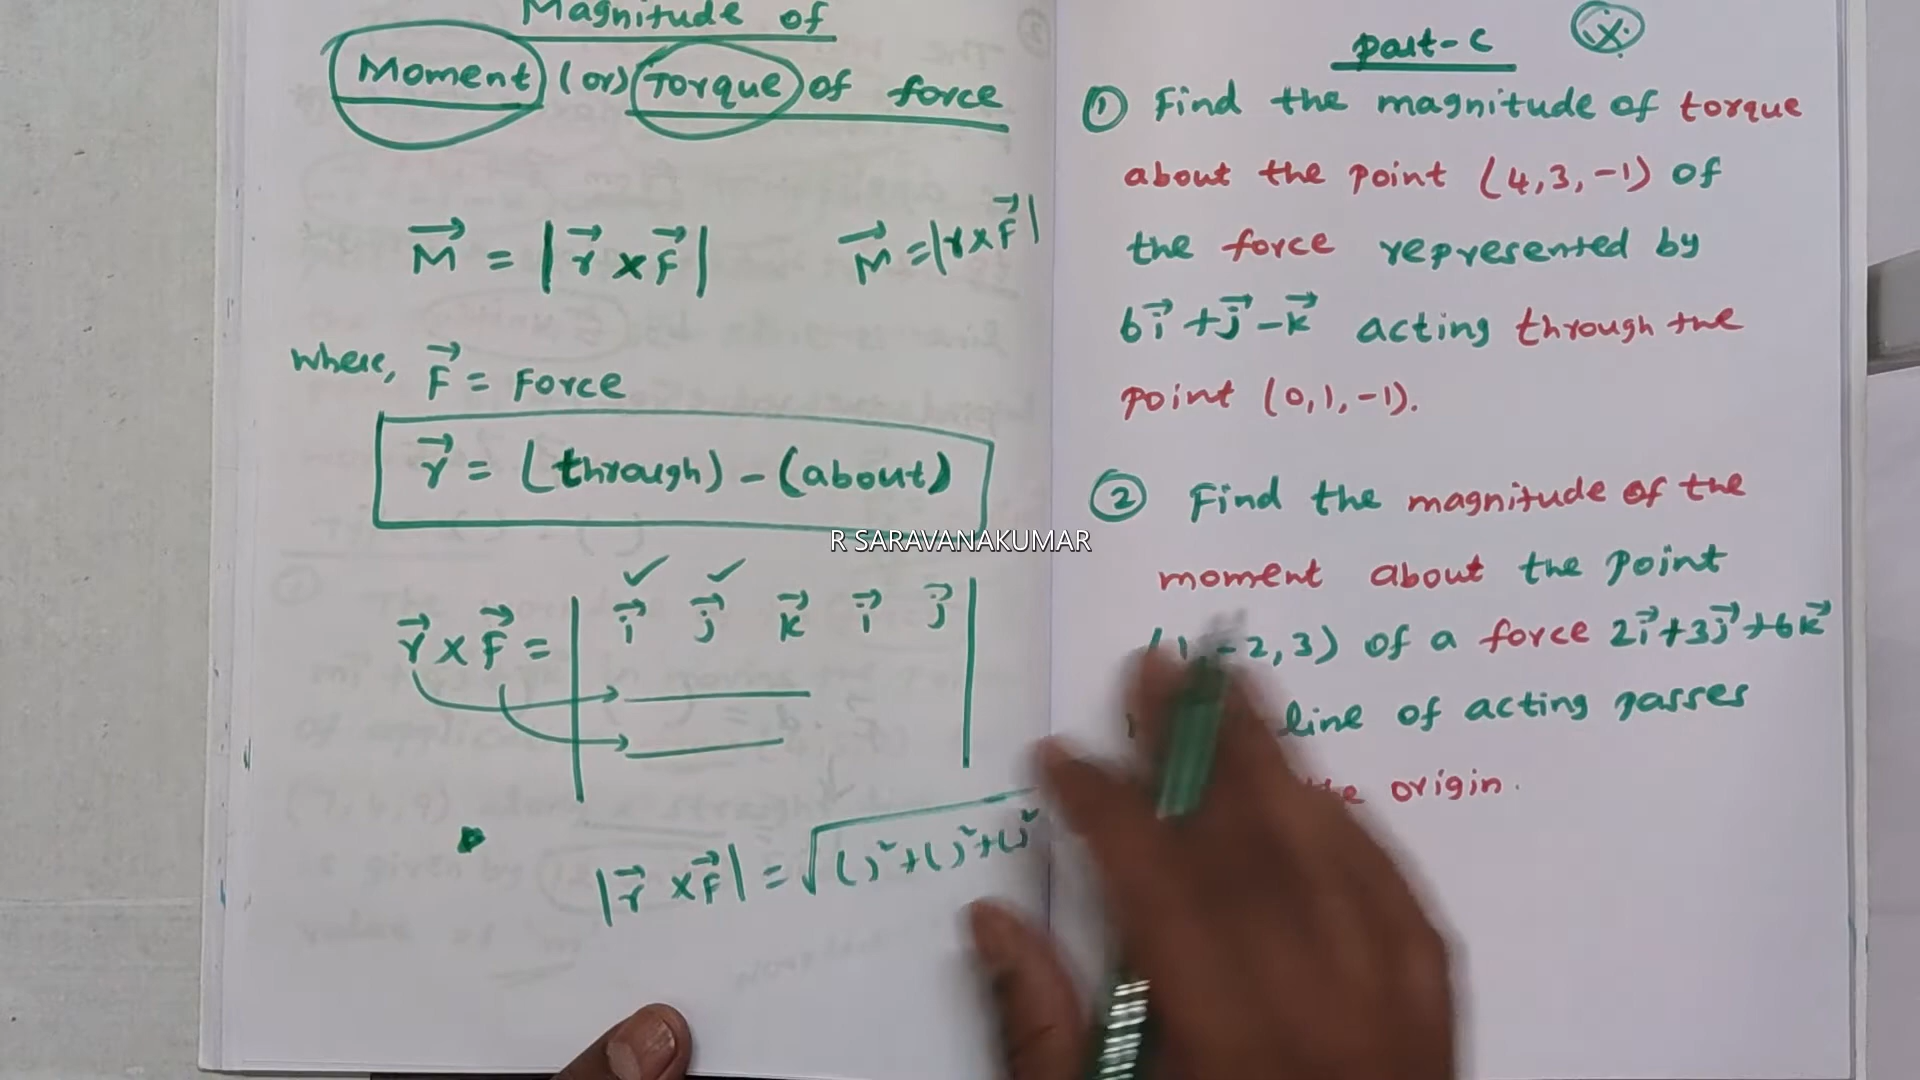 Magnitude of
Moment (or) Torque of force
M⃗ = |r⃗ × F⃗|
M⃗ = |r × F⃗|
Where, F⃗ = Force
r⃗ = (through) - (about)
r⃗ × F⃗ = | i⃗ j⃗ k⃗ i⃗ j⃗ |
|r⃗ × F⃗| = √( )² + ( )² + ( )²
Part-C
① Find the magnitude of torque
about the point (4, 3, -1) of
the force represented by
6i⃗ + j⃗ - k⃗ acting through the
point (0, 1, -1).
② Find the magnitude of the
moment about the point
(1, -2, 3) of a force 2i⃗ + 3j⃗ + 6k⃗
line of acting passes
the origin.
R SARAVANAKUMAR